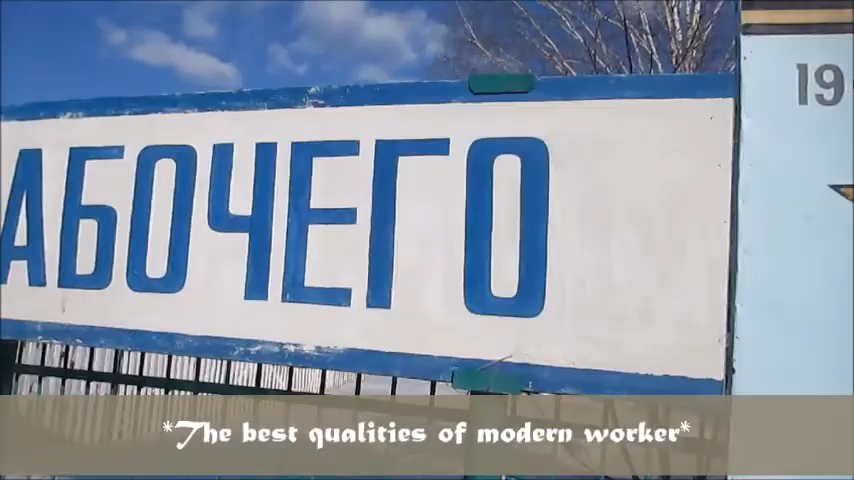 АБОЧЕГО
19
*The best qualities of modern worker*